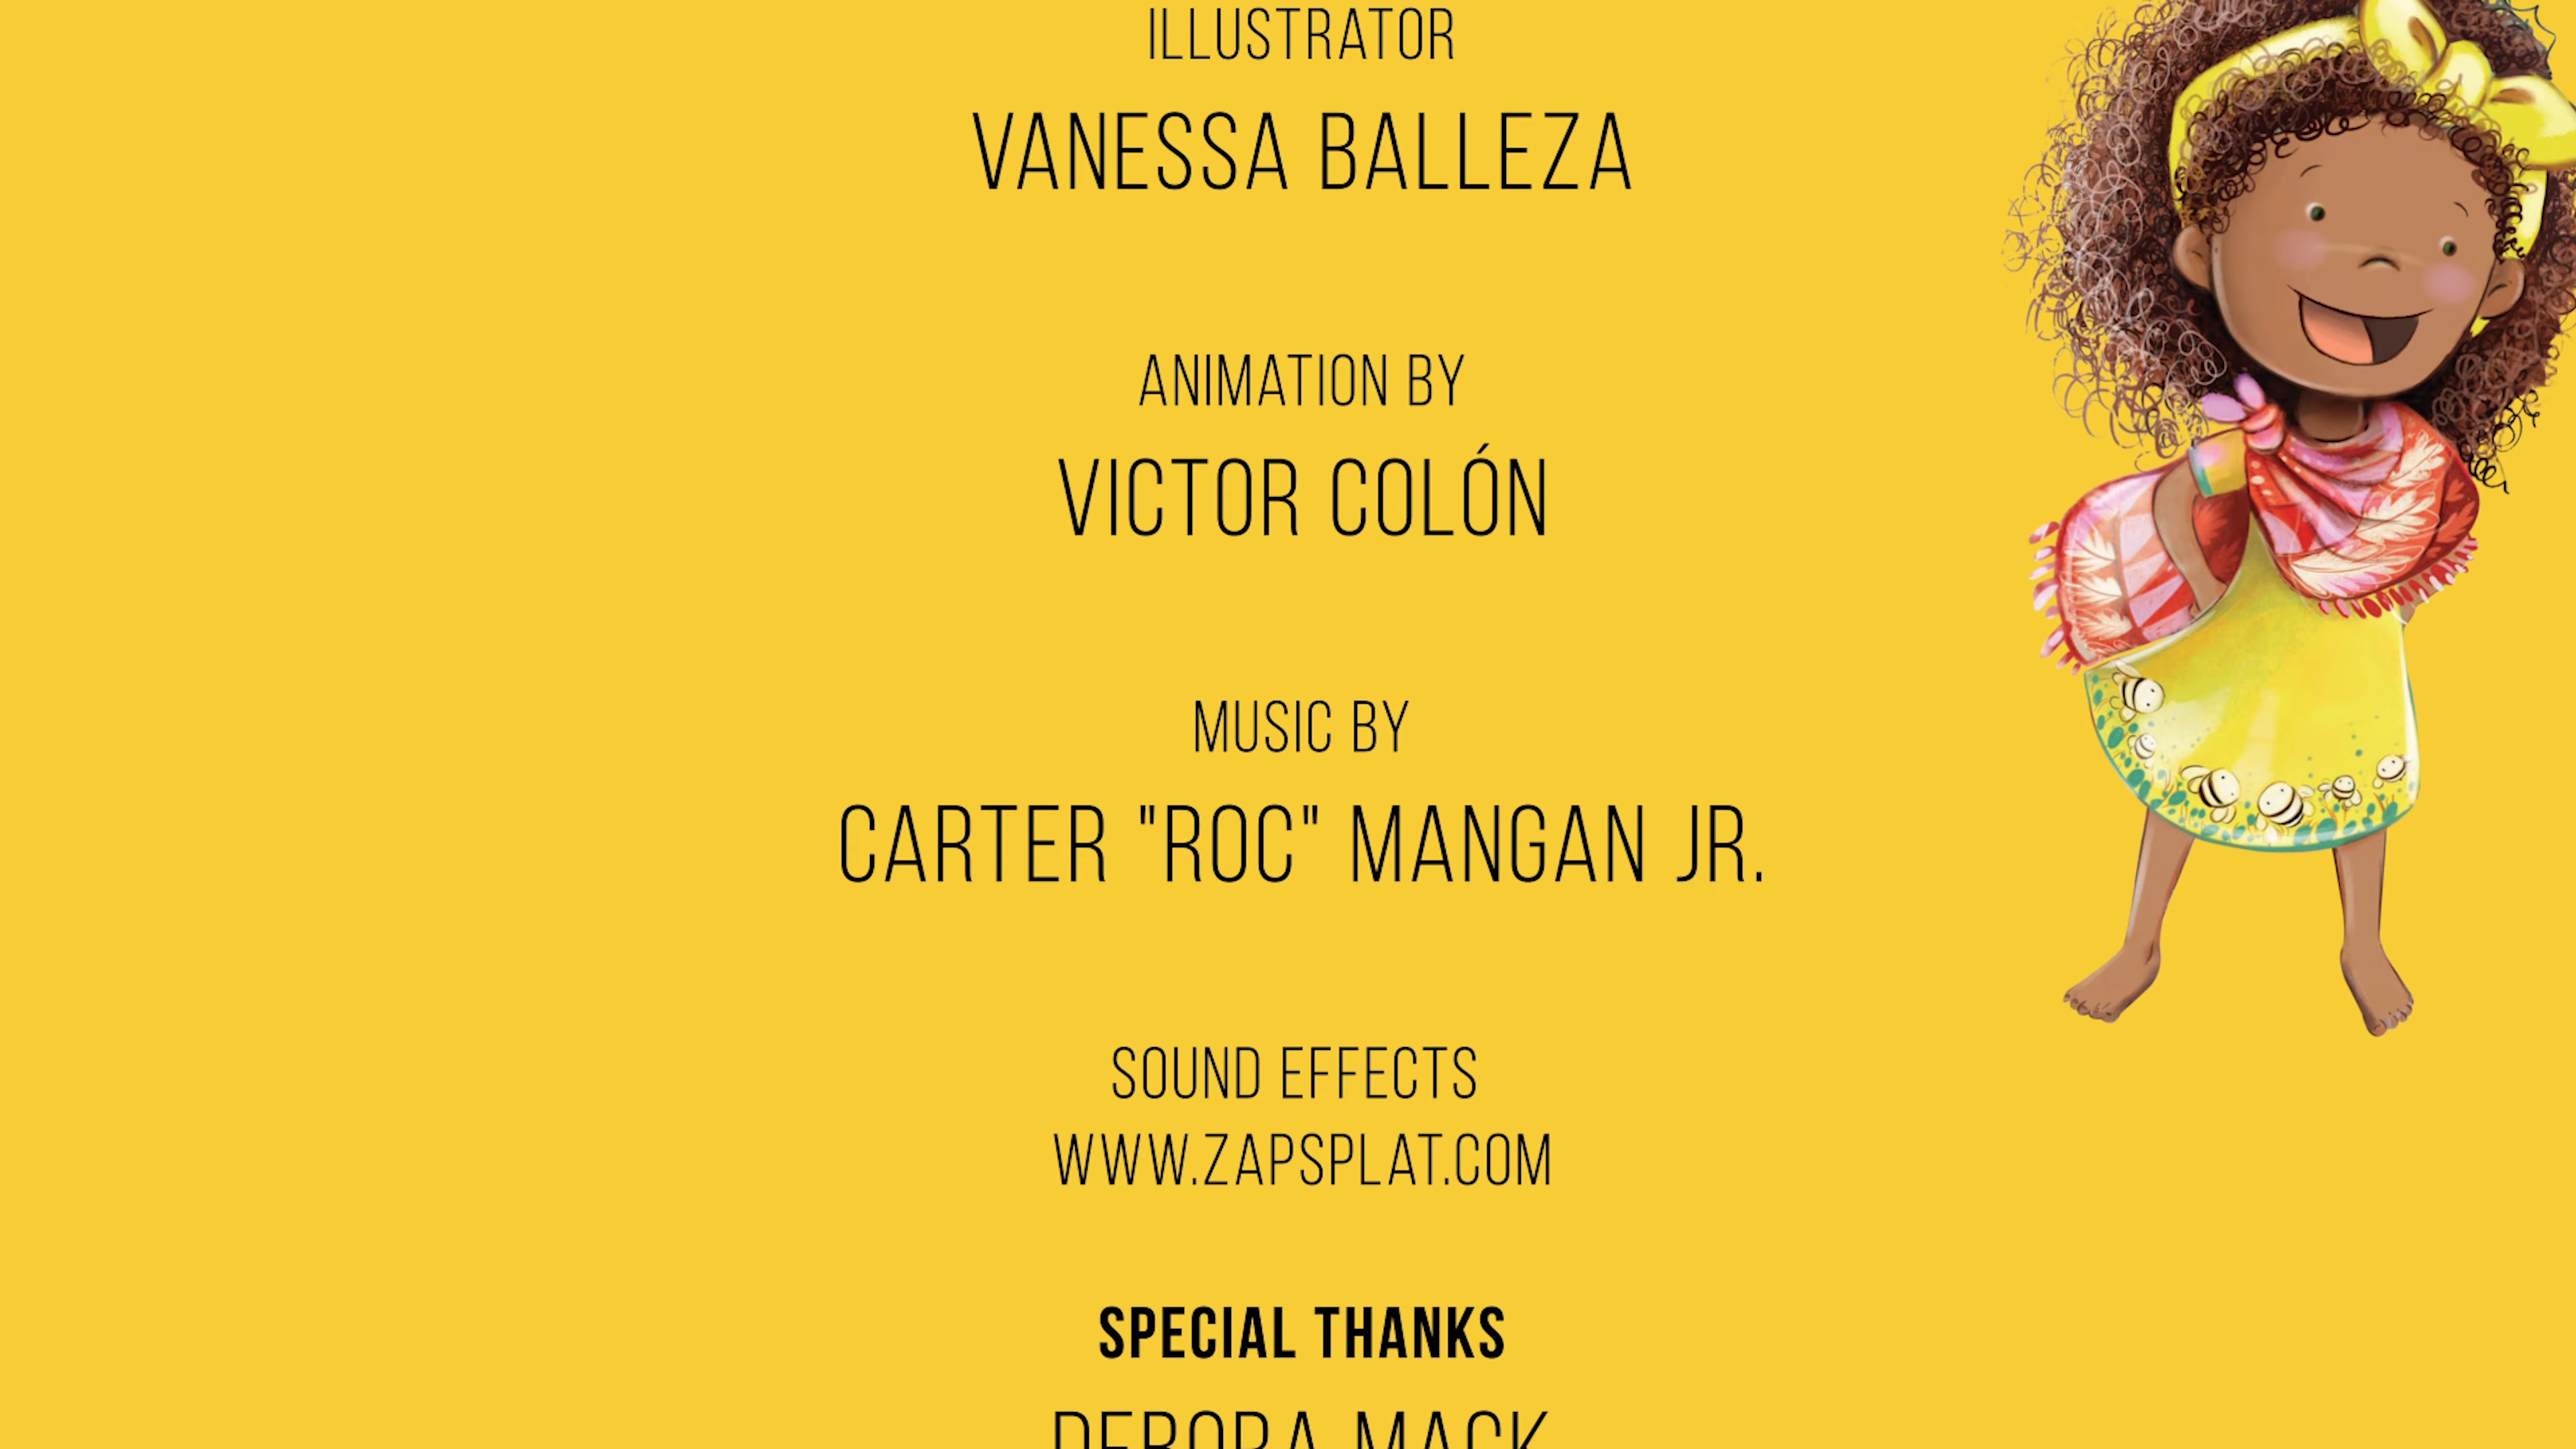 ILLUSTRATOR
VANESSA BALLEZA
ANIMATION BY
VICTOR COLÓN
MUSIC BY
CARTER "ROC" MANGAN JR.
SOUND EFFECTS
WWW.ZAPSPLAT.COM
SPECIAL THANKS
MACK